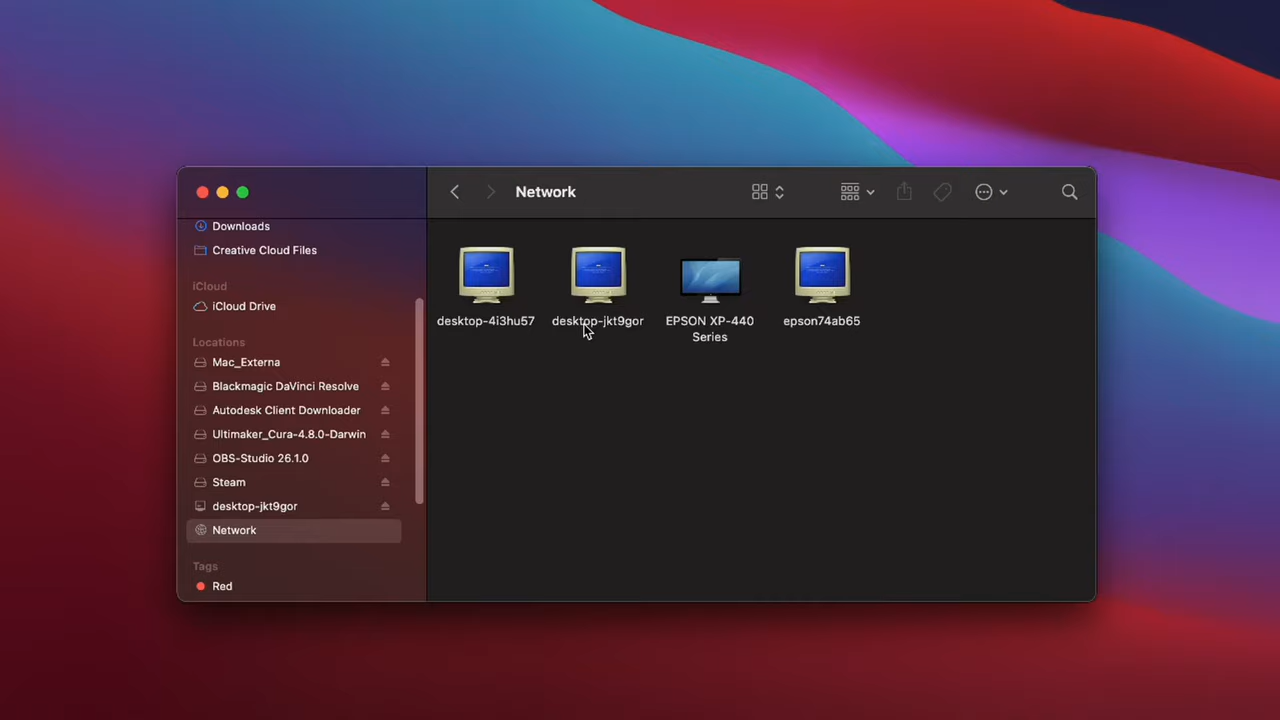 Network
Downloads
Creative Cloud Files
iCloud
iCloud Drive
Locations
Mac_Externa
Blackmagic DaVinci Resolve
Autodesk Client Downloader
Ultimaker_Cura-4.8.0-Darwin
OBS-Studio 26.1.0
Steam
desktop-jkt9gor
Network
Tags
Red
desktop-4i3hu57
desktop-jkt9gor
EPSON XP-440
Series
epson74ab65